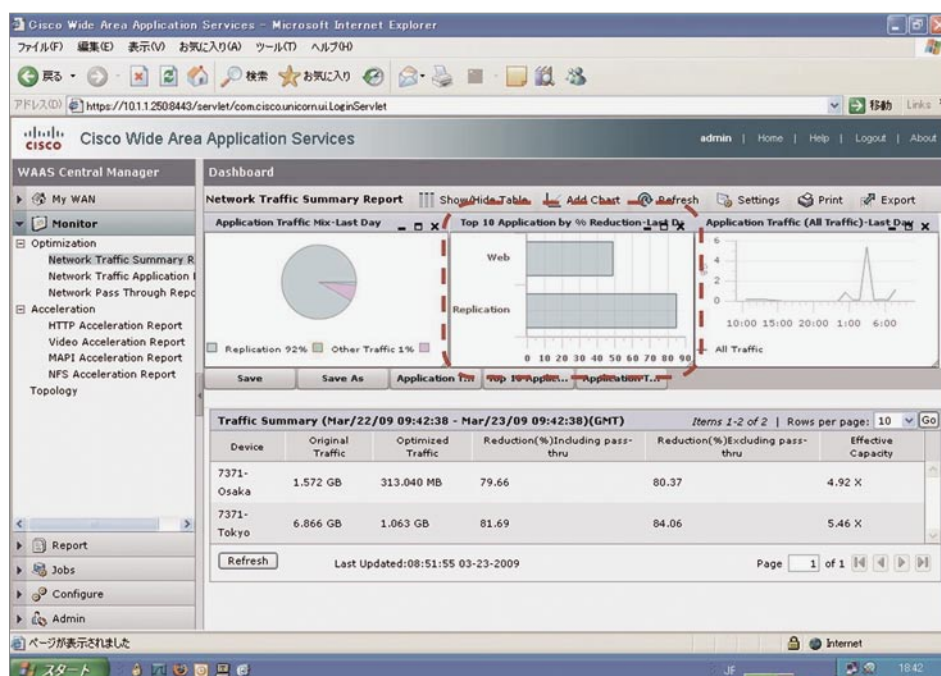 Cisco Wide Area Application Services - Microsoft Internet Explorer
ファイル(F) 編集(E) 表示(V) お気に入り(A) ツール(T) ヘルプ(H)
戻る 検索 お気に入り
アドレス(D) https://10.1.1.250:8443/servlet/com.cisco.unicorn.ui.LoginServlet 移動 Links
CISCO Cisco Wide Area Application Services admin | Home | Help | Logout | About
WAAS Central Manager
My WAN
Monitor
Optimization
Network Traffic Summary R
Network Traffic Application
Network Pass Through Repo
Acceleration
HTTP Acceleration Report
Video Acceleration Report
MAPI Acceleration Report
NFS Acceleration Report
Topology
Report
Jobs
Configure
Admin
Dashboard
Network Traffic Summary Report Show/Hide Table Add Chart Refresh Settings Print Export
Application Traffic Mix-Last Day
Replication 92% Other Traffic 1%
Top 10 Application by % Reduction-Last D
Web
Replication
0 10 20 30 40 50 60 70 80 90
Application Traffic (All Traffic)-Last Day
6
4
2
0
10:00 15:00 20:00 1:00 6:00
All Traffic
Save Save As Application T... Top 10 Applic... Application T...
Traffic Summary (Mar/22/09 09:42:38 - Mar/23/09 09:42:38)(GMT) Items 1-2 of 2 | Rows per page: 10 Go
Device Original Traffic Optimized Traffic Reduction(%)Including pass-thru Reduction(%)Excluding pass-thru Effective Capacity
7371-Osaka 1.572 GB 313.040 MB 79.66 80.37 4.92 X
7371-Tokyo 6.866 GB 1.063 GB 81.69 84.06 5.46 X
Refresh Last Updated:08:51:55 03-23-2009 Page 1 of 1
ページが表示されました Internet
スタート JF 18:42